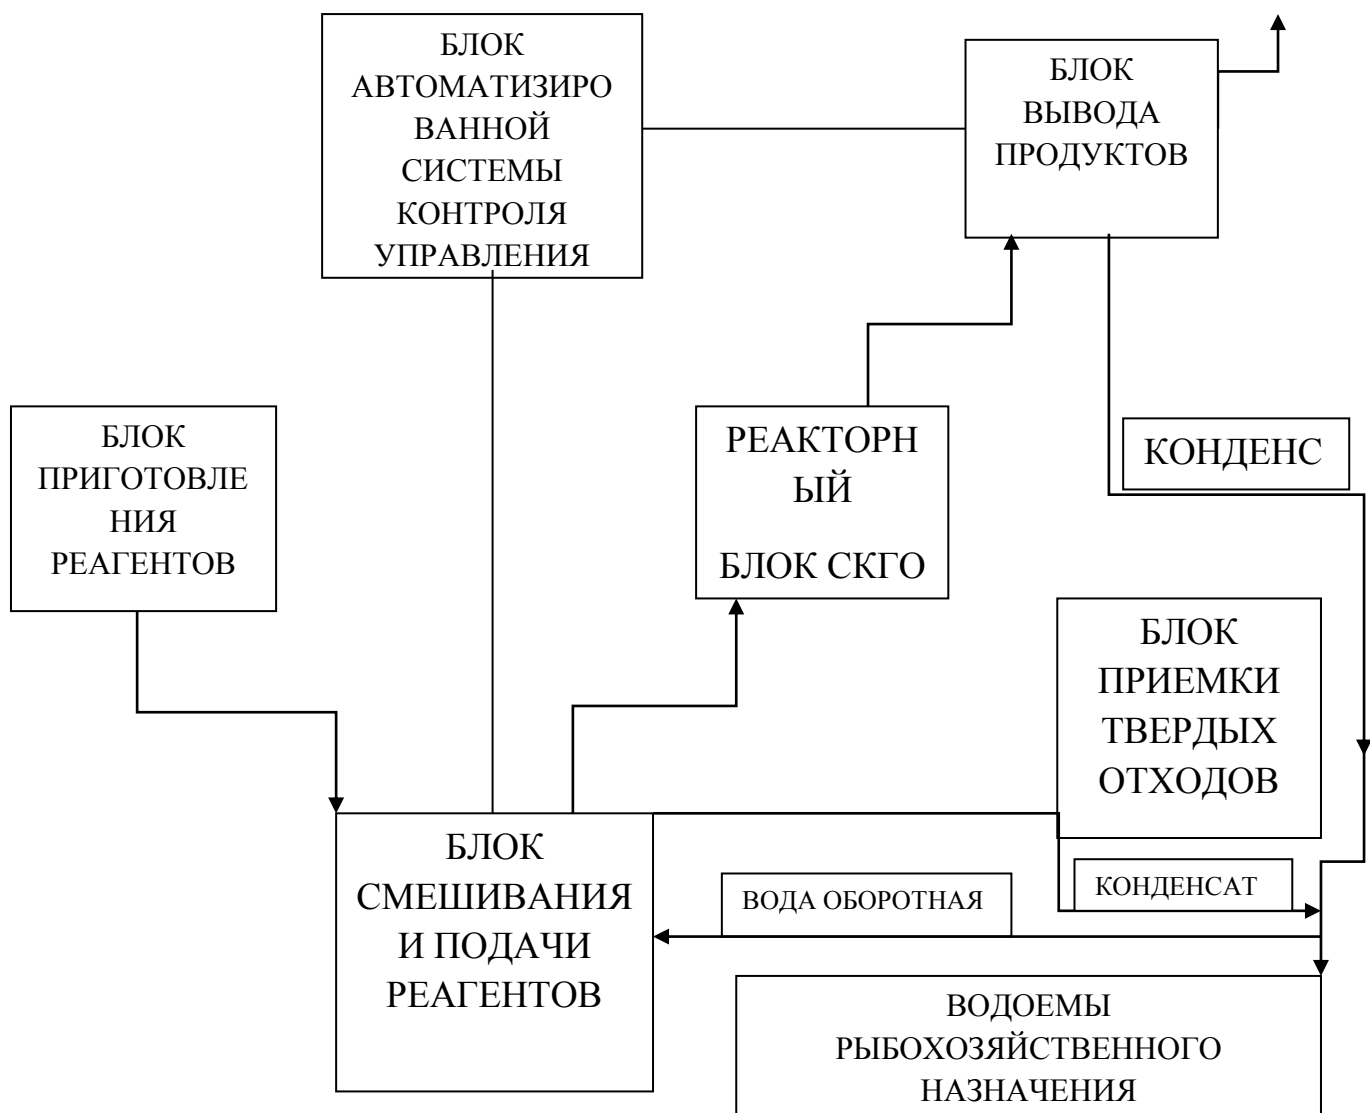 БЛОК
АВТОМАТИЗИРО
ВАННОЙ
СИСТЕМЫ
КОНТРОЛЯ
УПРАВЛЕНИЯ
БЛОК
ВЫВОДА
ПРОДУКТОВ
БЛОК
ПРИГОТОВЛЕ
НИЯ
РЕАГЕНТОВ
РЕАКТОРН
ЫЙ
БЛОК СКГО
КОНДЕНС
БЛОК
ПРИЕМКИ
ТВЕРДЫХ
ОТХОДОВ
БЛОК
СМЕШИВАНИЯ
И ПОДАЧИ
РЕАГЕНТОВ
ВОДА ОБОРОТНАЯ
КОНДЕНСАТ
ВОДОЕМЫ
РЫБОХОЗЯЙСТВЕННОГО
НАЗНАЧЕНИЯ